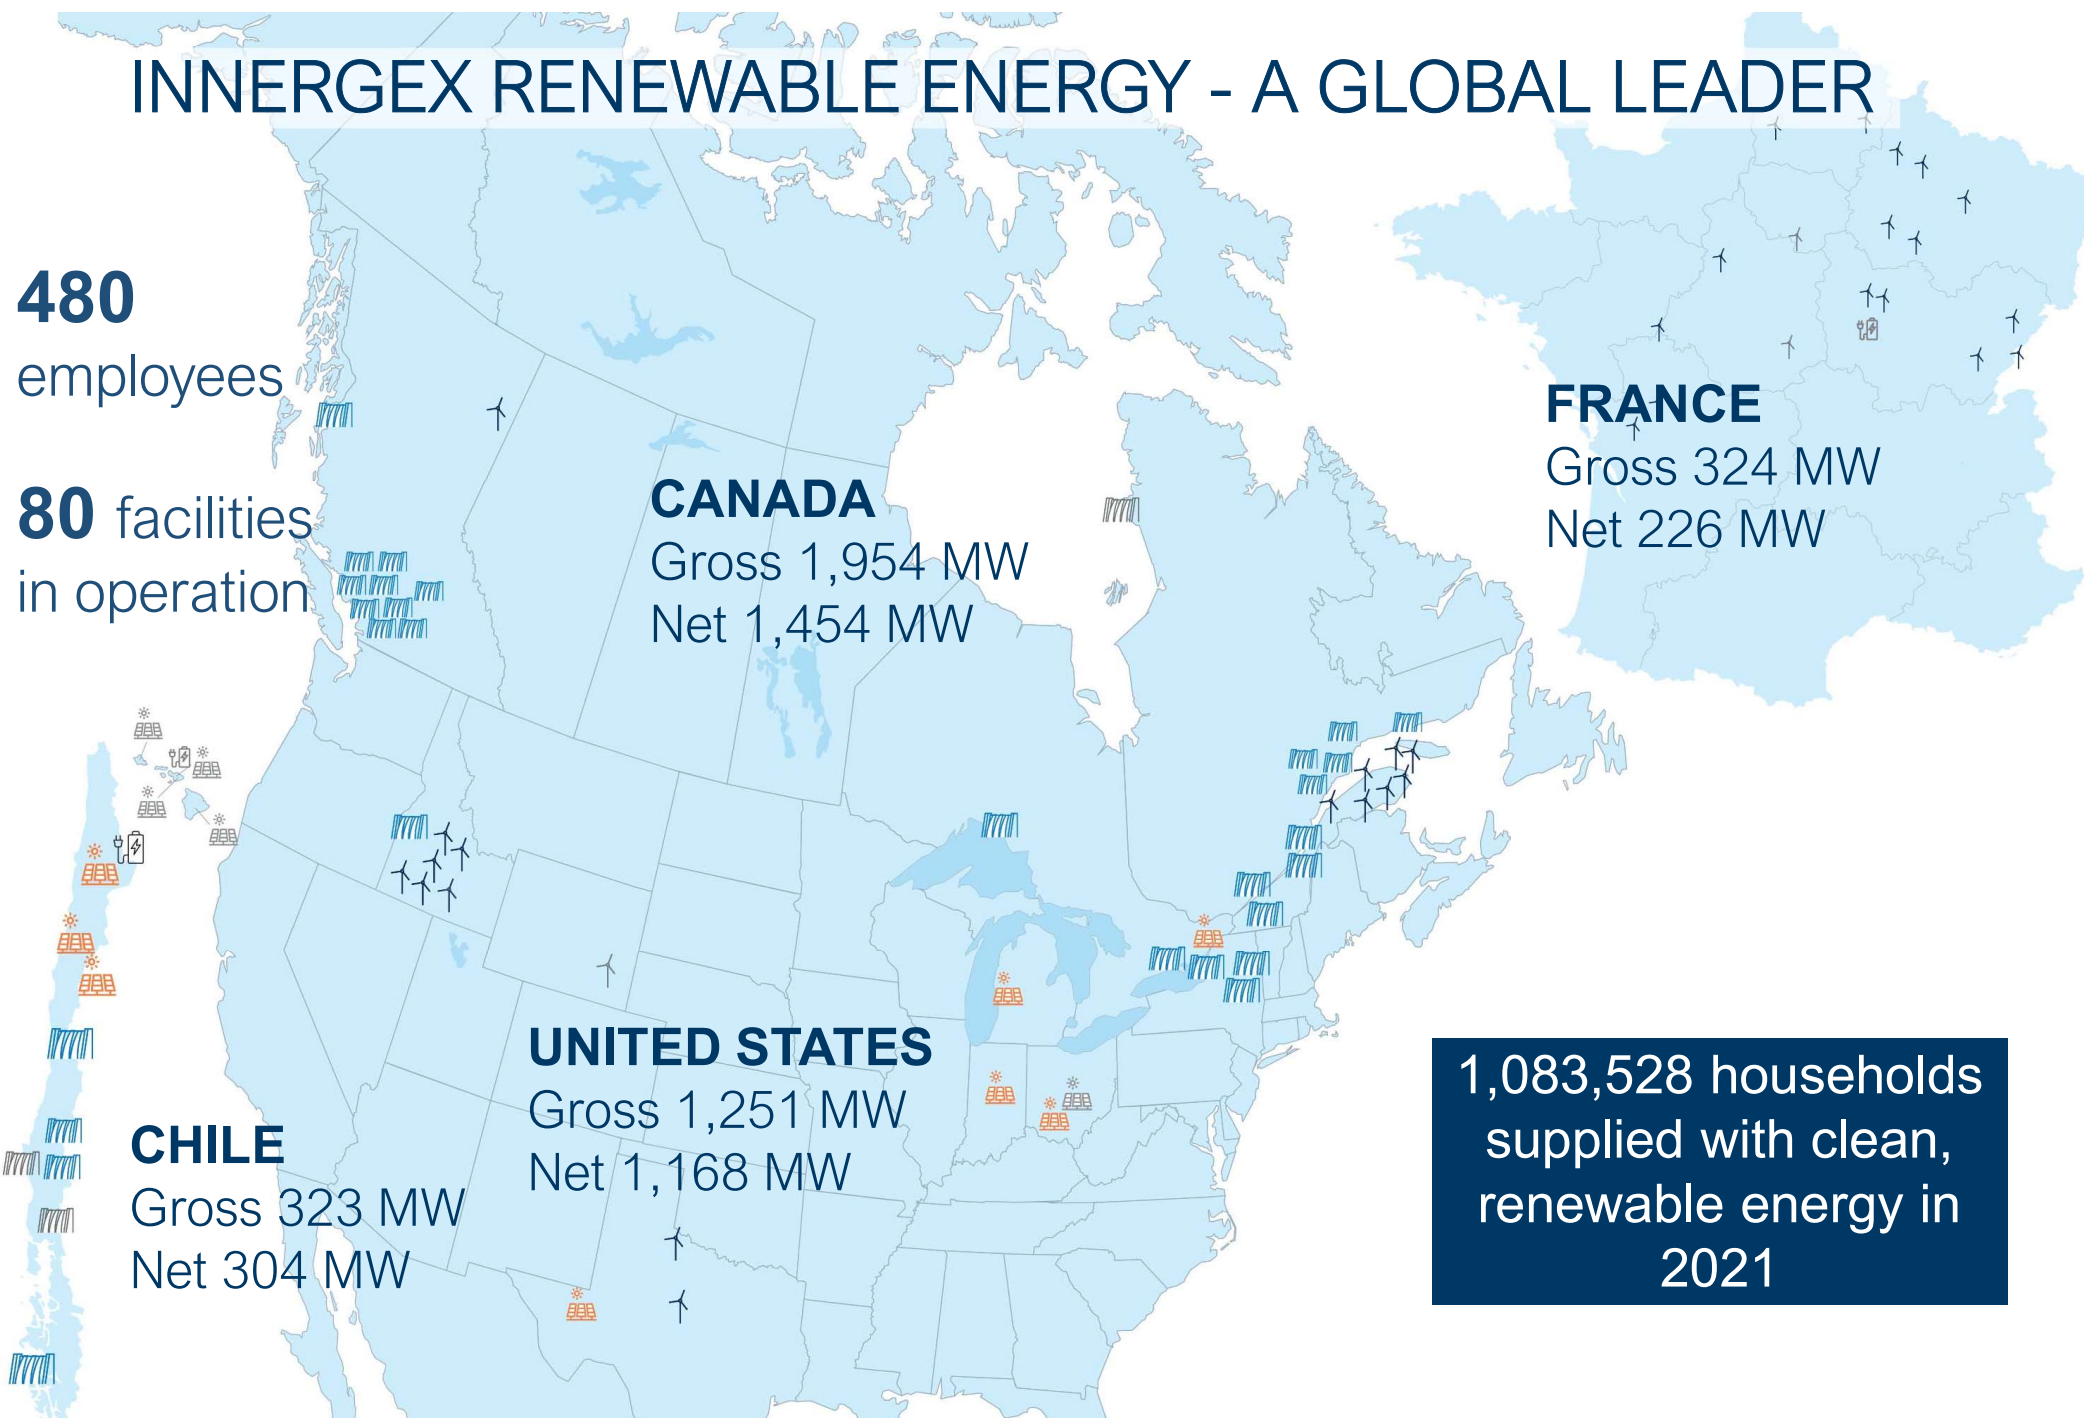 INNERGEX RENEWABLE ENERGY - A GLOBAL LEADER
480
employees
80 facilities
in operation
CANADA
Gross 1,954 MW
Net 1,454 MW
FRANCE
Gross 324 MW
Net 226 MW
UNITED STATES
Gross 1,251 MW
Net 1,168 MW
CHILE
Gross 323 MW
Net 304 MW
1,083,528 households
supplied with clean,
renewable energy in
2021